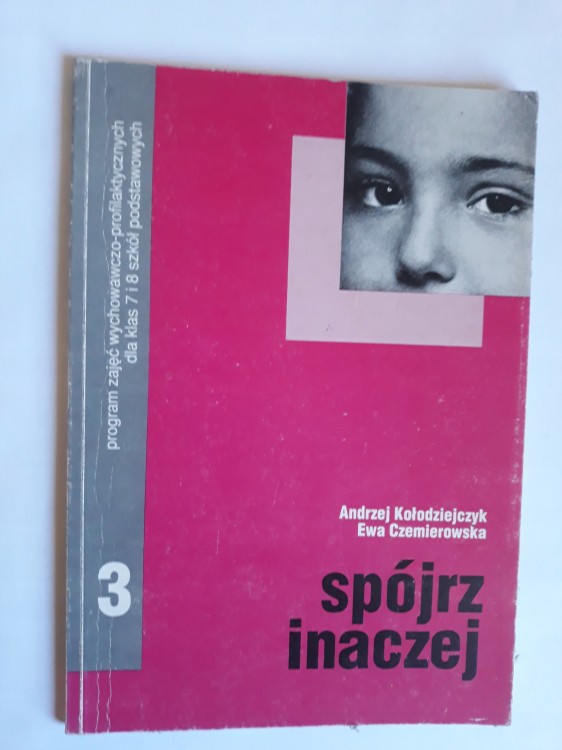 program zajęć wychowawczo-profilaktycznych
dla klas 7 i 8 szkół podstawowych
3
Andrzej Kołodziejczyk
Ewa Czemierowska
spójrz
inaczej